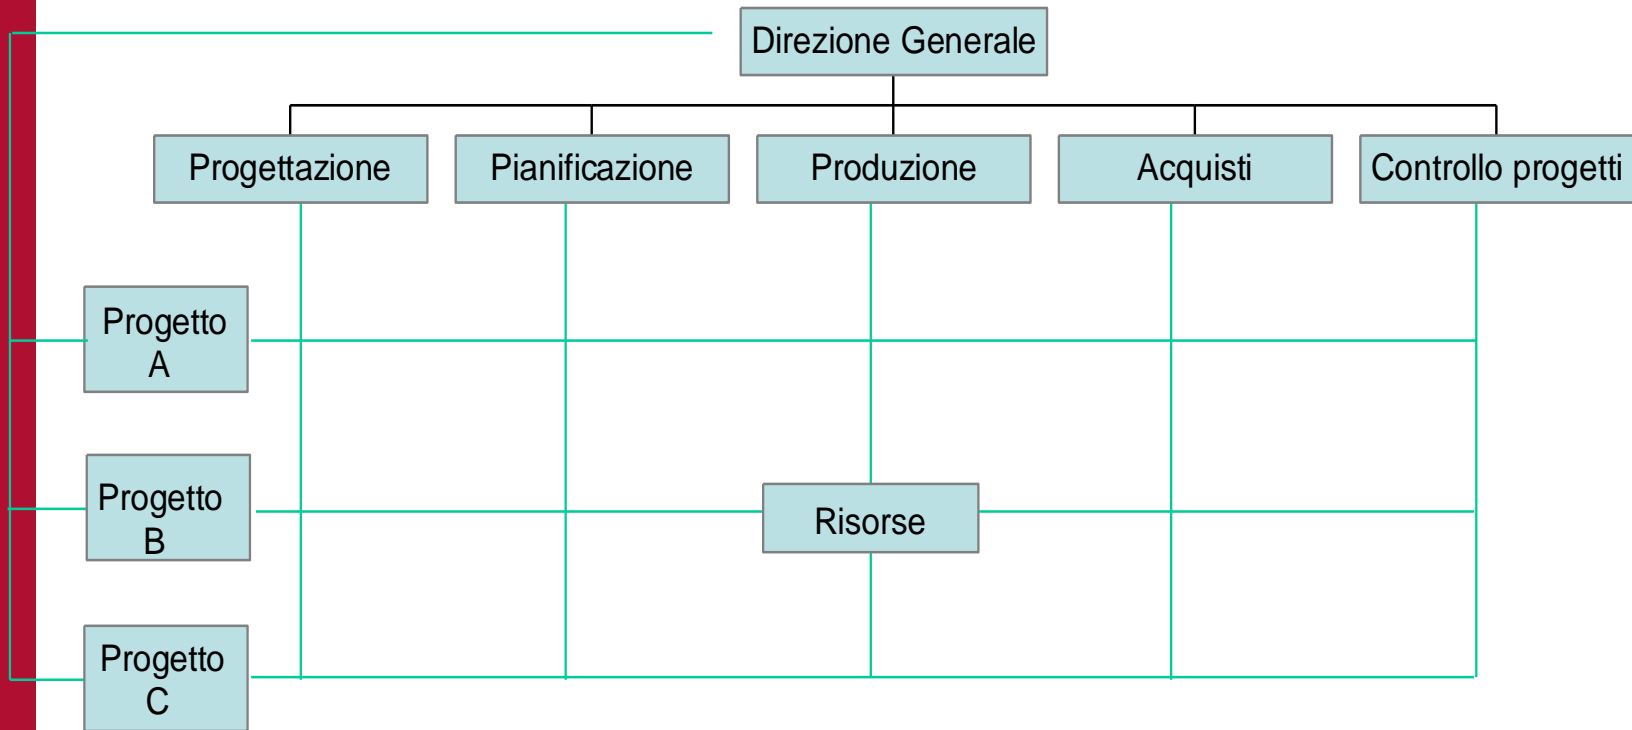 Direzione Generale
Progettazione
Pianificazione
Produzione
Acquisti
Controllo progetti
Progetto
A
Progetto
B
Risorse
Progetto
C